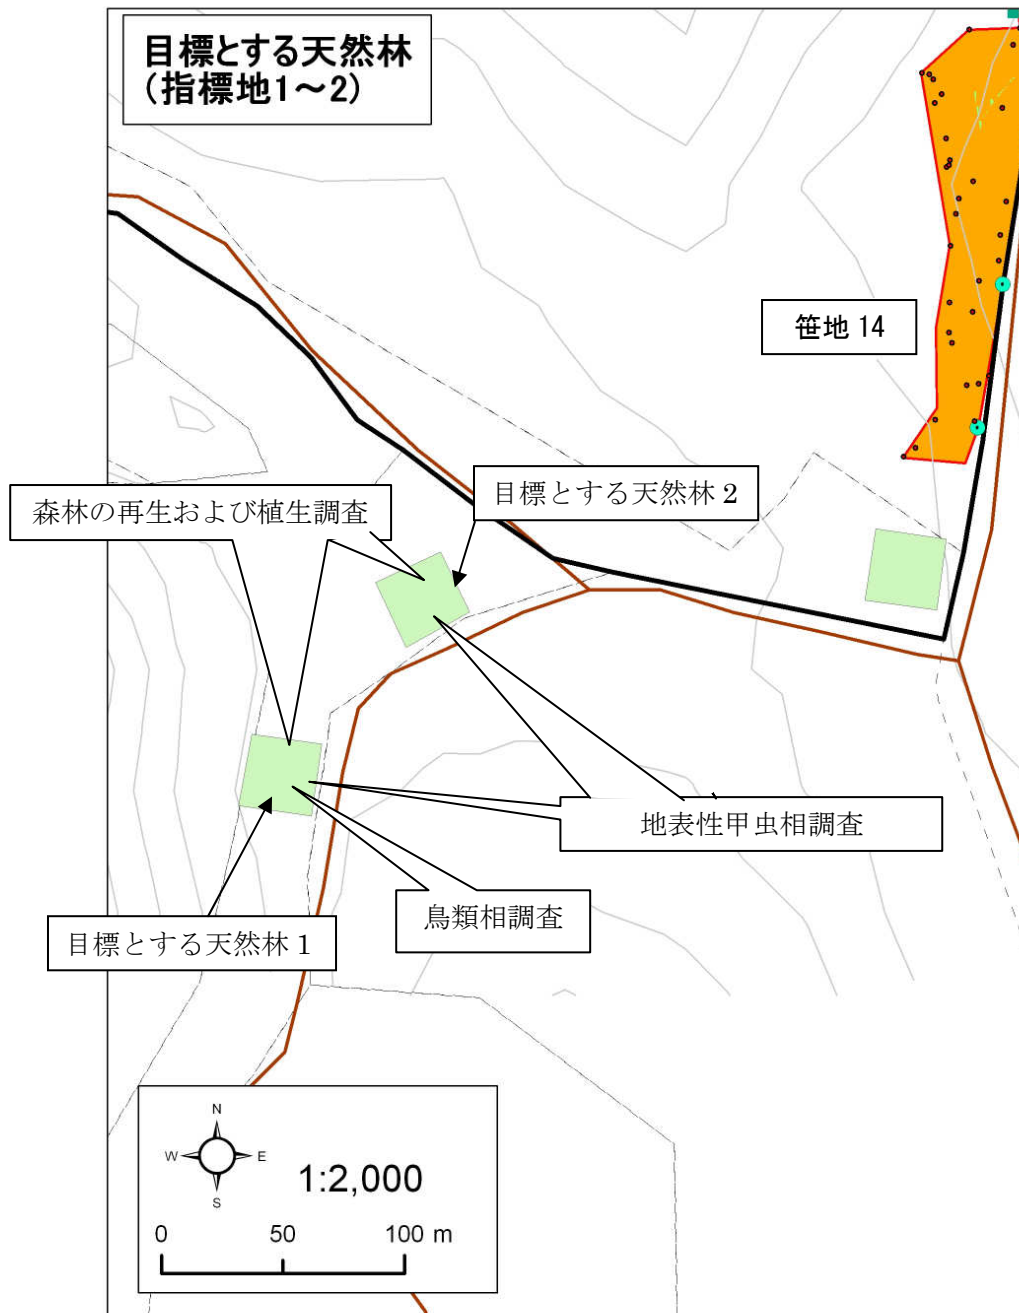 目標とする天然林
（指標地1～2）
笹地 14
目標とする天然林 2
森林の再生および植生調査
地表性甲虫相調査
鳥類相調査
目標とする天然林 1
N
W
E
S
1:2,000
0
50
100 m